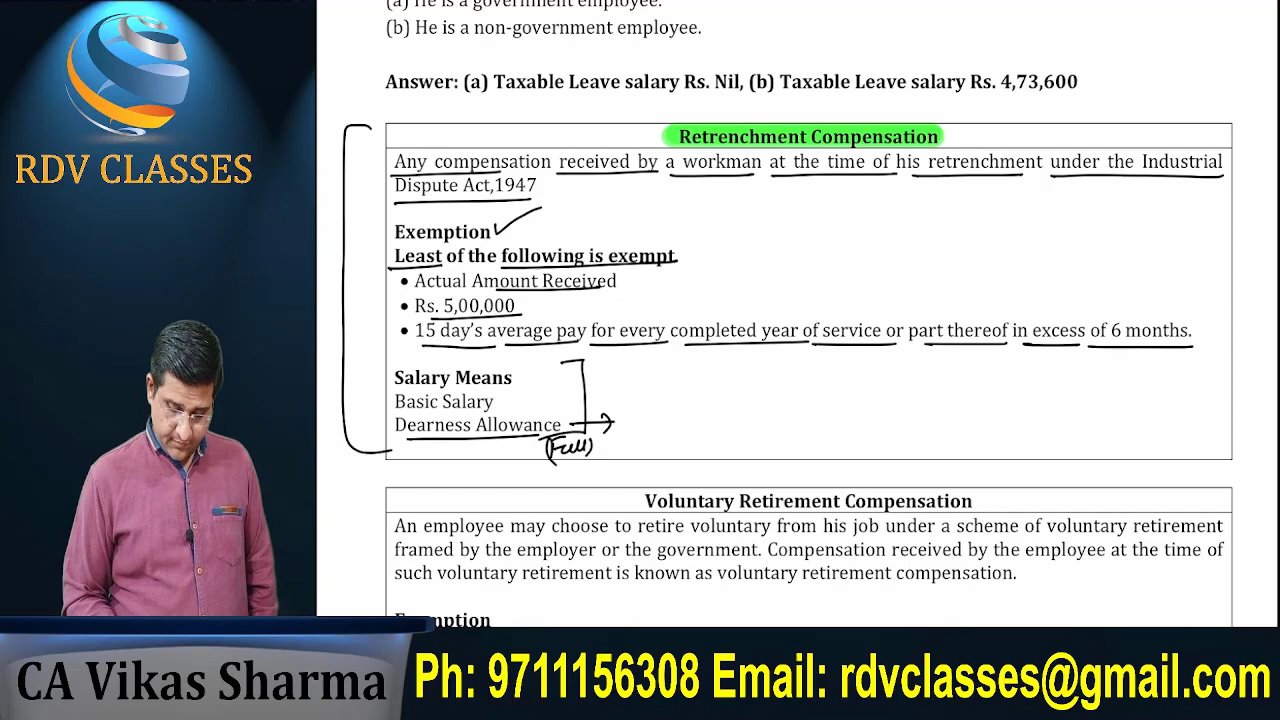 (a) He is a government employee.
(b) He is a non-government employee.
Answer: (a) Taxable Leave salary Rs. Nil, (b) Taxable Leave salary Rs. 4,73,600
RDV CLASSES
Retrenchment Compensation
Any compensation received by a workman at the time of his retrenchment under the Industrial
Dispute Act,1947
Exemption
Least of the following is exempt
• Actual Amount Received
• Rs. 5,00,000
• 15 day's average pay for every completed year of service or part thereof in excess of 6 months.
Salary Means
Basic Salary
Dearness Allowance
(Full)
Voluntary Retirement Compensation
An employee may choose to retire voluntary from his job under a scheme of voluntary retirement
framed by the employer or the government. Compensation received by the employee at the time of
such voluntary retirement is known as voluntary retirement compensation.
Exemption
CA Vikas Sharma
Ph: 9711156308 Email: rdvclasses@gmail.com